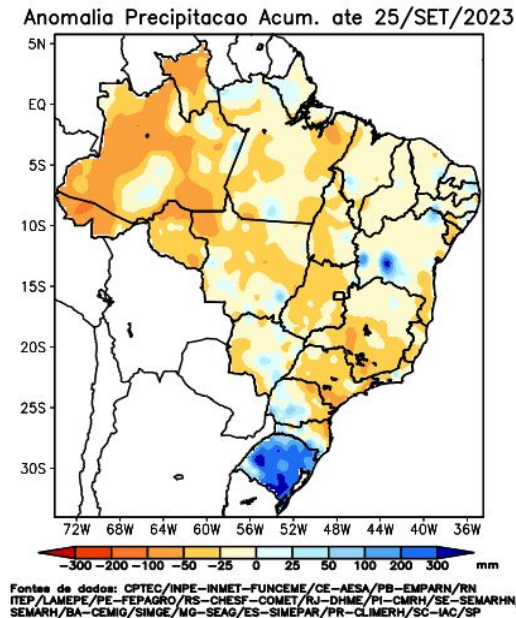 Anomalia Precipitacao Acum. ate 25/SET/2023
5N
EQ
5S
10S
15S
20S
25S
30S
72W 68W 64W 60W 56W 52W 48W 44W 40W 36W
-300 -200 -100 -50 -25 0 25 50 100 200 300 mm
Fontes de dados: CPTEC/INPE-INMET-FUNCEME/CE-AESA/PB-EMPARN/RN
ITEP/LAMEPE/PE-FEPAGRO/RS-CHESF-COMET/RJ-DHME/PI-CMRH/SE-SEMARHN/
SEMARH/BA-CEMIG/SIMGE/MG-SEAG/ES-SIMEPAR/PR-CLIMERH/SC-IAC/SP